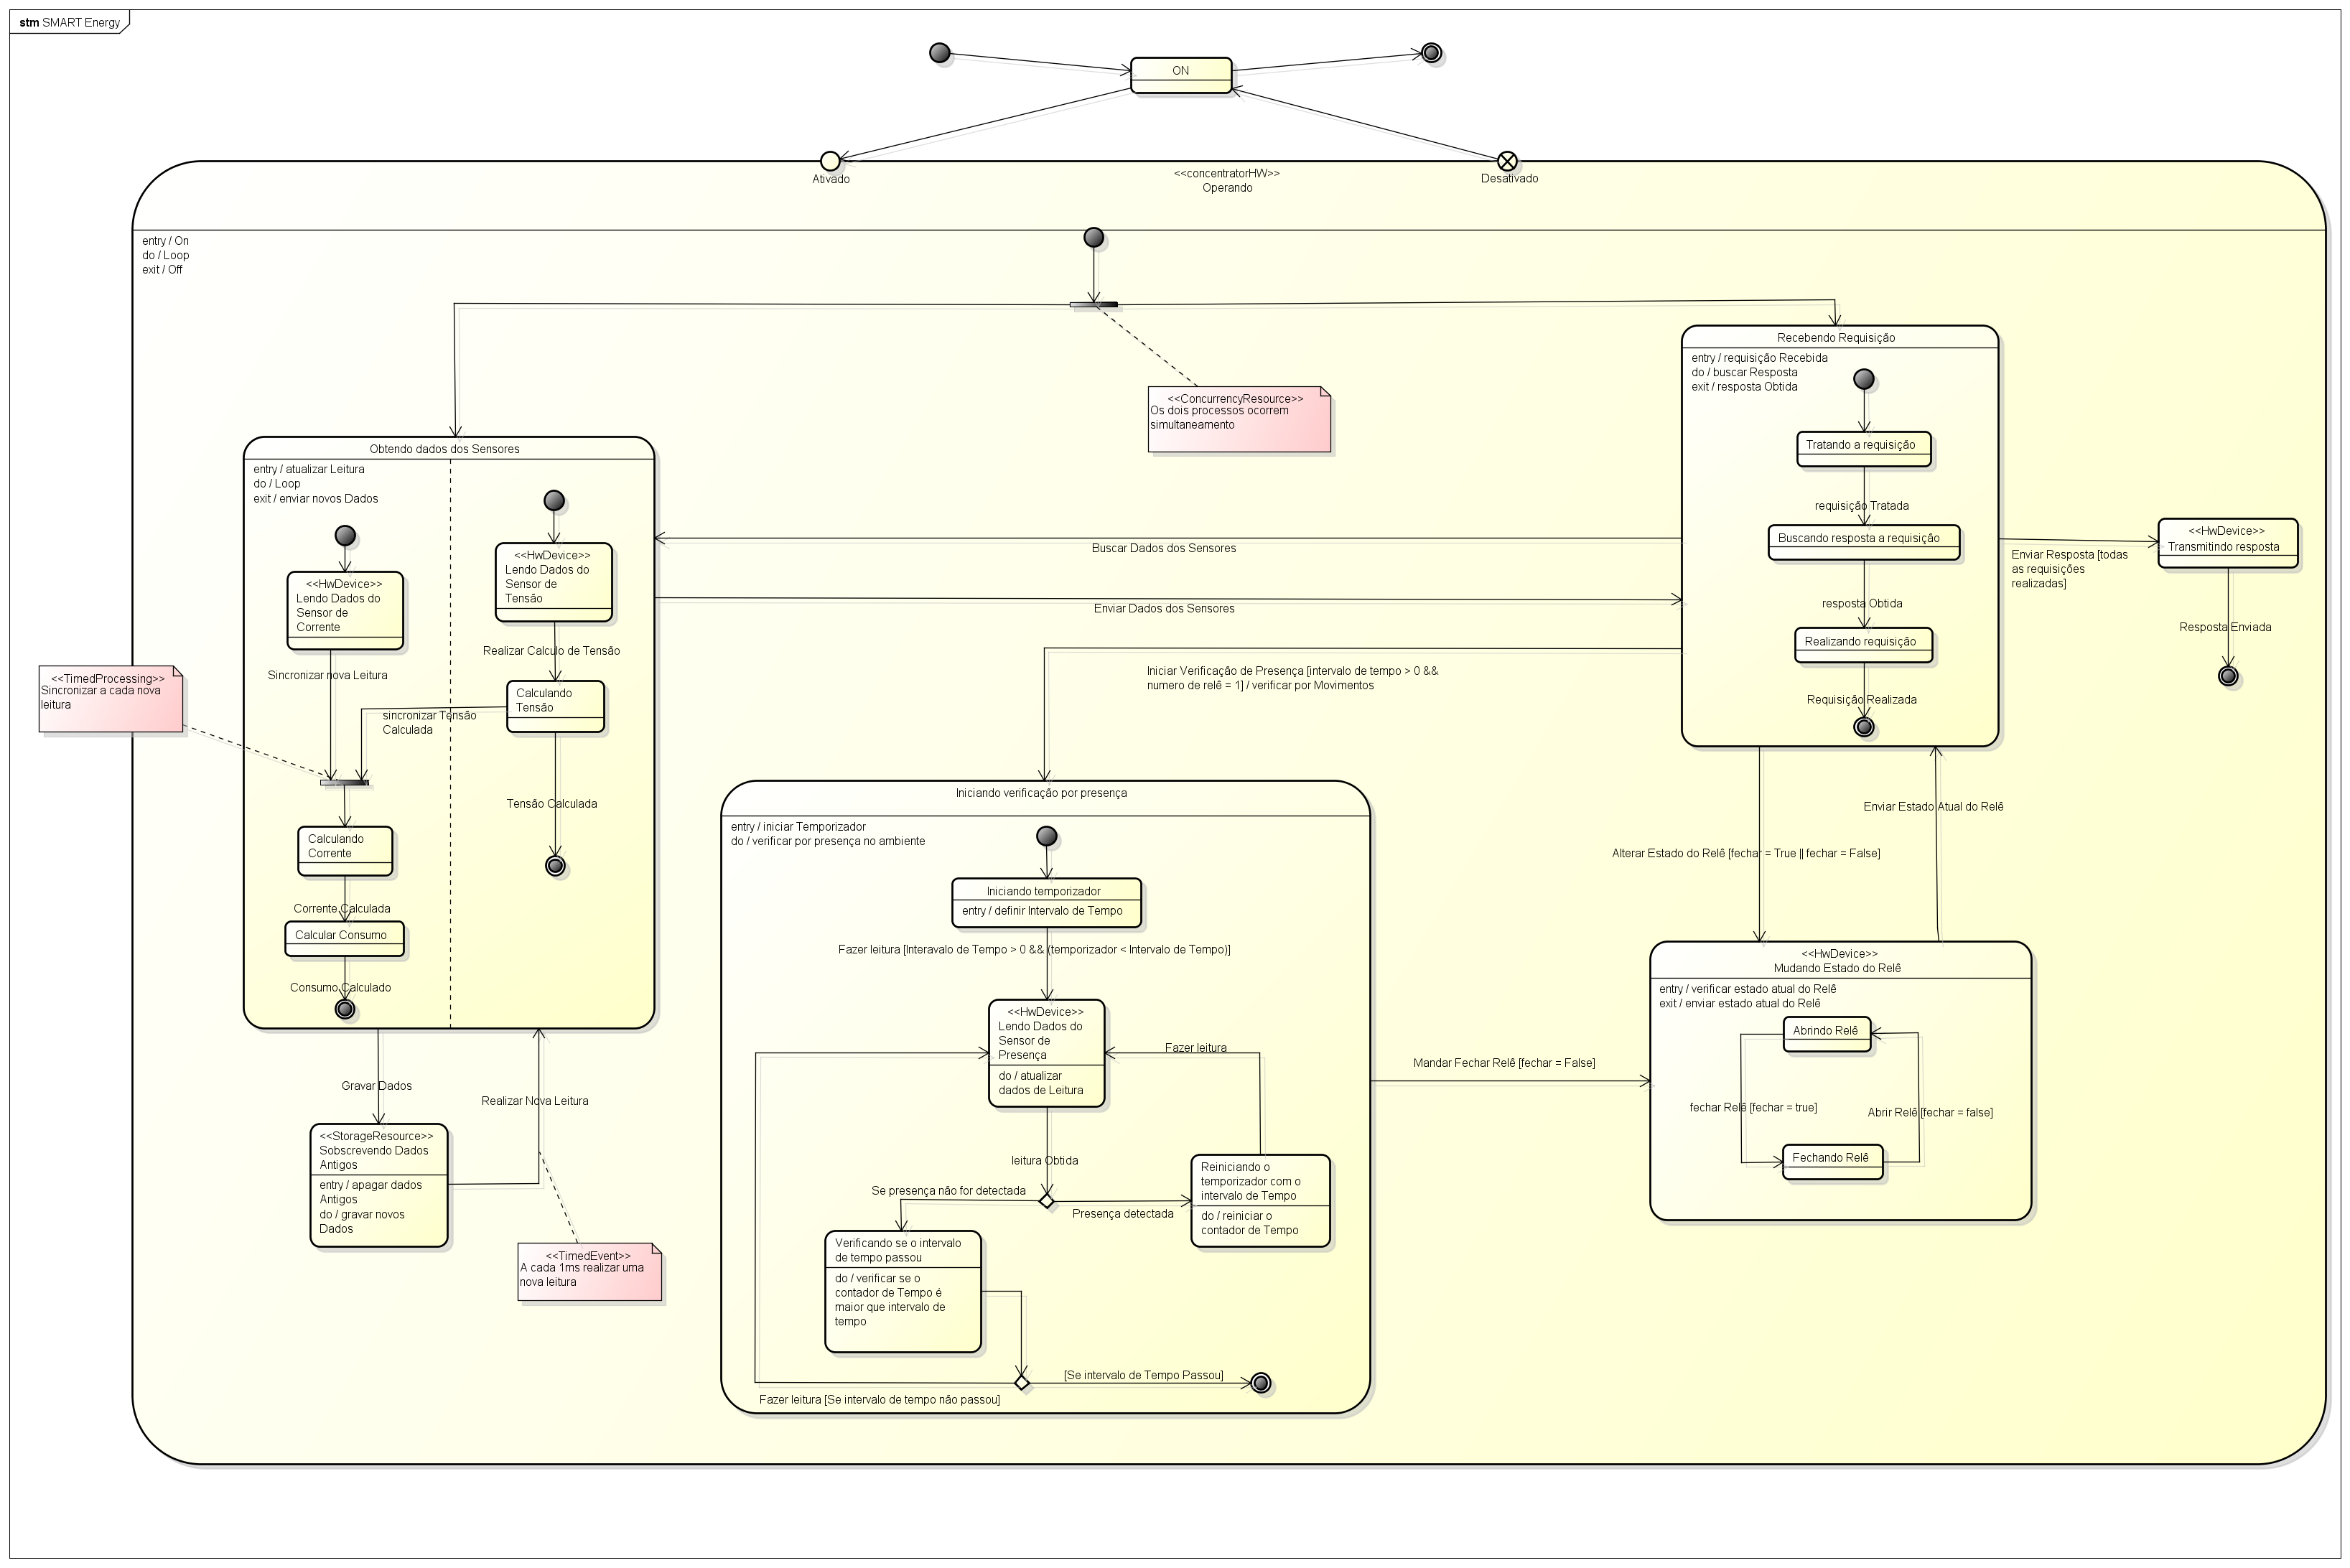 stm SMART Energy
ON
Ativado
<<concentratorHW>>
Operando
Desativado
entry / On
do / Loop
exit / Off
<<ConcurrencyResource>>
Os dois processos ocorrem
simultaneamento
Recebendo Requisição
entry / requisição Recebida
do / buscar Resposta
exit / resposta Obtida
Tratando a requisição
requisição Tratada
Buscando resposta a requisição
resposta Obtida
Realizando requisição
Requisição Realizada
Enviar Resposta [todas
as requisições
realizadas]
<<HwDevice>>
Transmitindo resposta
Resposta Enviada
Obtendo dados dos Sensores
entry / atualizar Leitura
do / Loop
exit / enviar novos Dados
<<HwDevice>>
Lendo Dados do
Sensor de
Corrente
<<HwDevice>>
Lendo Dados do
Sensor de
Tensão
Sincronizar nova Leitura
Realizar Calculo de Tensão
Calculando
Tensão
sincronizar Tensão
Calculada
<<TimedProcessing>>
Sincronizar a cada nova
leitura
Tensão Calculada
Calculando
Corrente
Corrente Calculada
Calcular Consumo
Consumo Calculado
Buscar Dados dos Sensores
Enviar Dados dos Sensores
Iniciar Verificação de Presença [intervalo de tempo > 0 &&
numero de relê = 1] / verificar por Movimentos
Gravar Dados
Realizar Nova Leitura
<<StorageResource>>
Sobscrevendo Dados
Antigos
entry / apagar dados
Antigos
do / gravar novos
Dados
<<TimedEvent>>
A cada 1ms realizar uma
nova leitura
Iniciando verificação por presença
entry / iniciar Temporizador
do / verificar por presença no ambiente
Iniciando temporizador
entry / definir Intervalo de Tempo
Fazer leitura [Interavalo de Tempo > 0 && (temporizador < Intervalo de Tempo)]
<<HwDevice>>
Lendo Dados do
Sensor de
Presença
do / atualizar
dados de Leitura
Fazer leitura
leitura Obtida
Se presença não for detectada
Presença detectada
Reiniciando o
temporizador com o
intervalo de Tempo
do / reiniciar o
contador de Tempo
Verificando se o intervalo
de tempo passou
do / verificar se o
contador de Tempo é
maior que intervalo de
tempo
[Se intervalo de Tempo Passou]
Fazer leitura [Se intervalo de tempo não passou]
Mandar Fechar Relê [fechar = False]
Alterar Estado do Relê [fechar = True || fechar = False]
Enviar Estado Atual do Relê
<<HwDevice>>
Mudando Estado do Relê
entry / verificar estado atual do Relê
exit / enviar estado atual do Relê
Abrindo Relê
fechar Relê [fechar = true]
Abrir Relê [fechar = false]
Fechando Relê